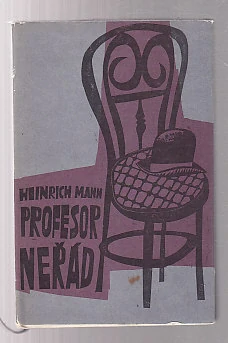 HEINRICH MANN
PROFESOR
NEŘÁD